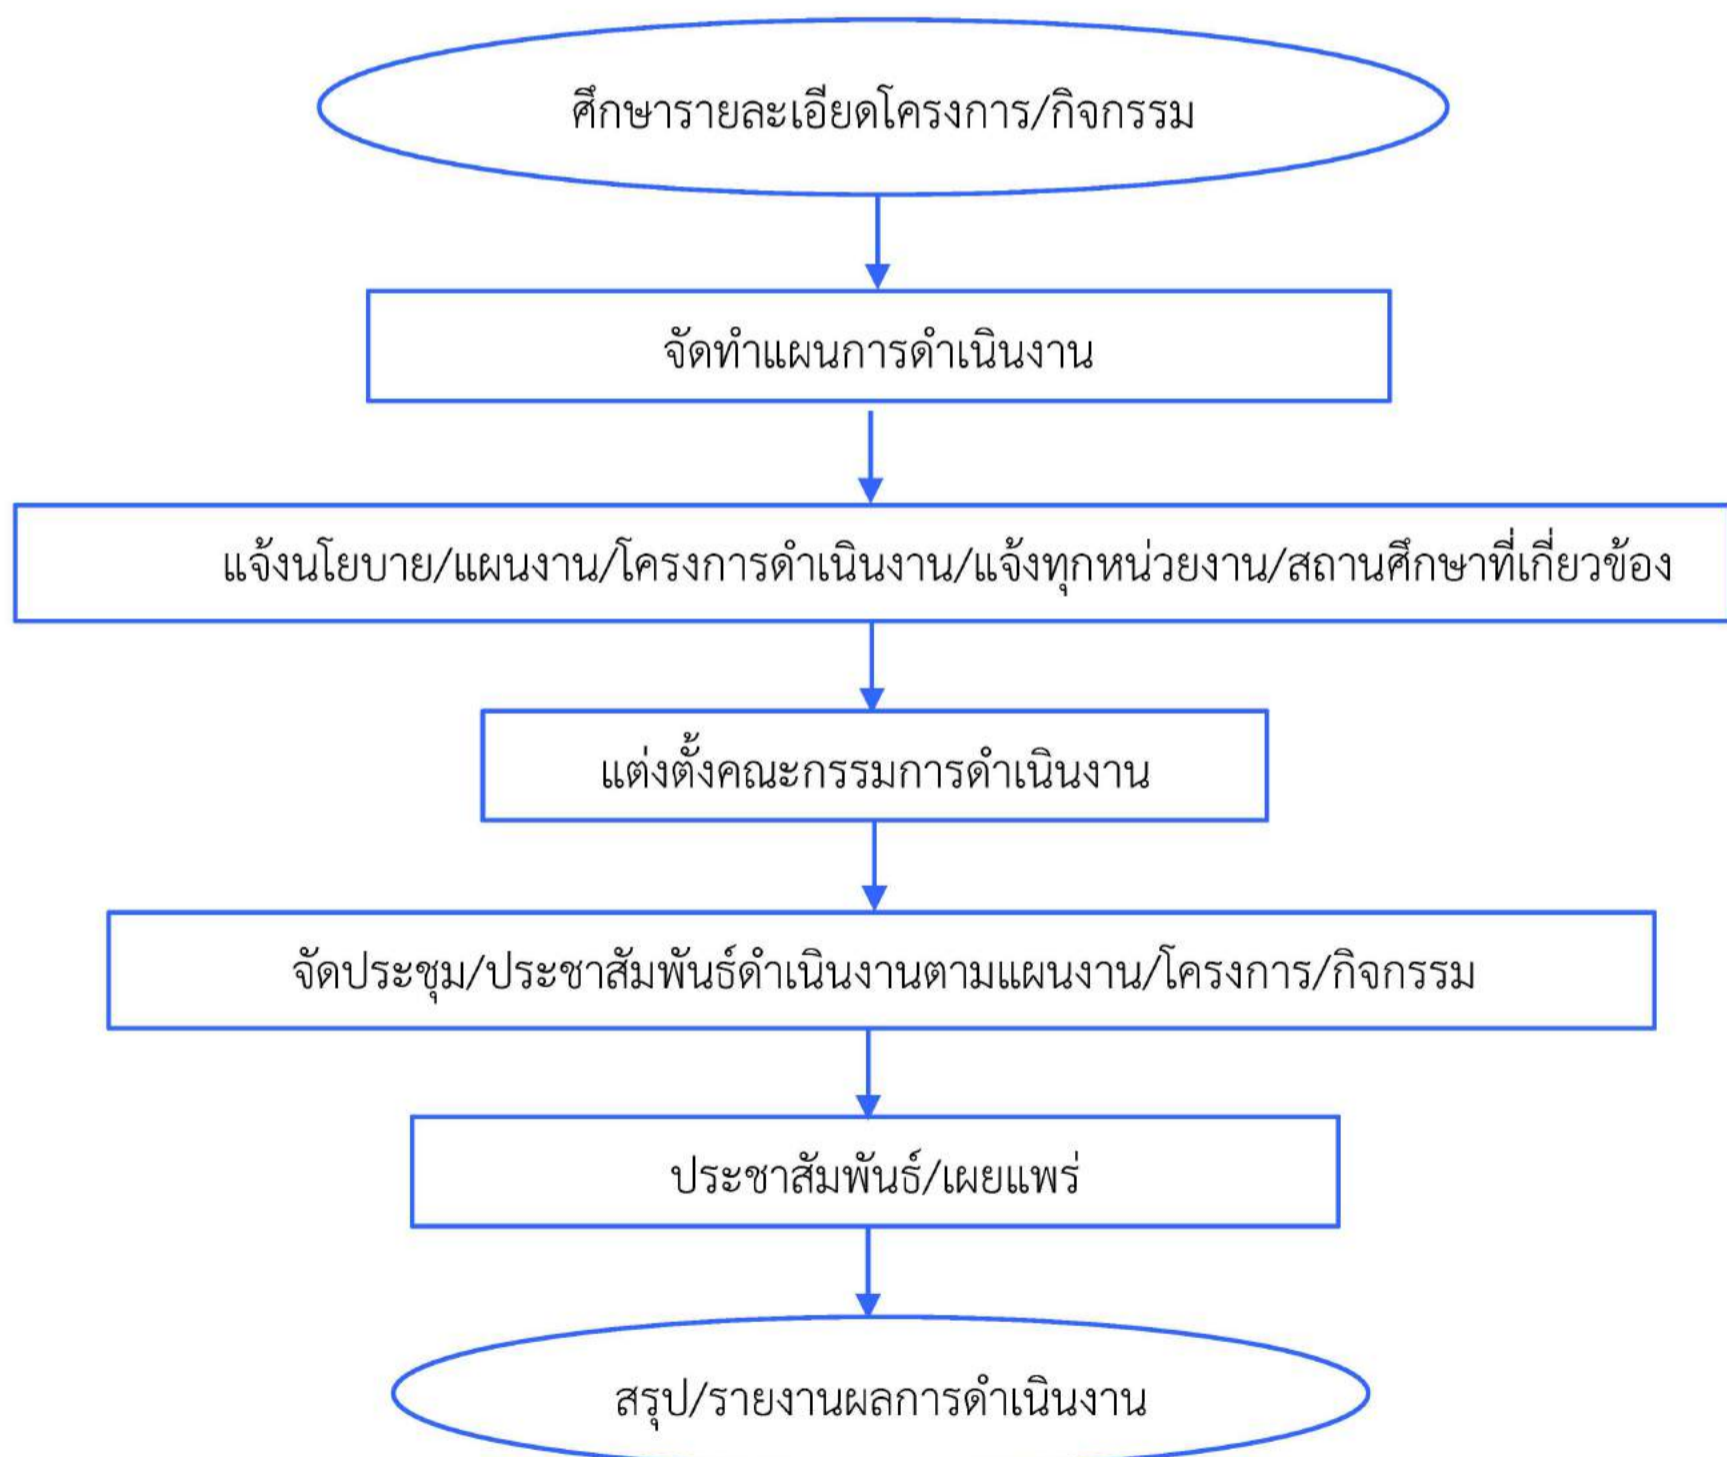 ศึกษารายละเอียดโครงการ/กิจกรรม
จัดทำแผนการดำเนินงาน
แจ้งนโยบาย/แผนงาน/โครงการดำเนินงาน/แจ้งทุกหน่วยงาน/สถานศึกษาที่เกี่ยวข้อง
แต่งตั้งคณะกรรมการดำเนินงาน
จัดประชุม/ประชาสัมพันธ์ดำเนินงานตามแผนงาน/โครงการ/กิจกรรม
ประชาสัมพันธ์/เผยแพร่
สรุป/รายงานผลการดำเนินงาน